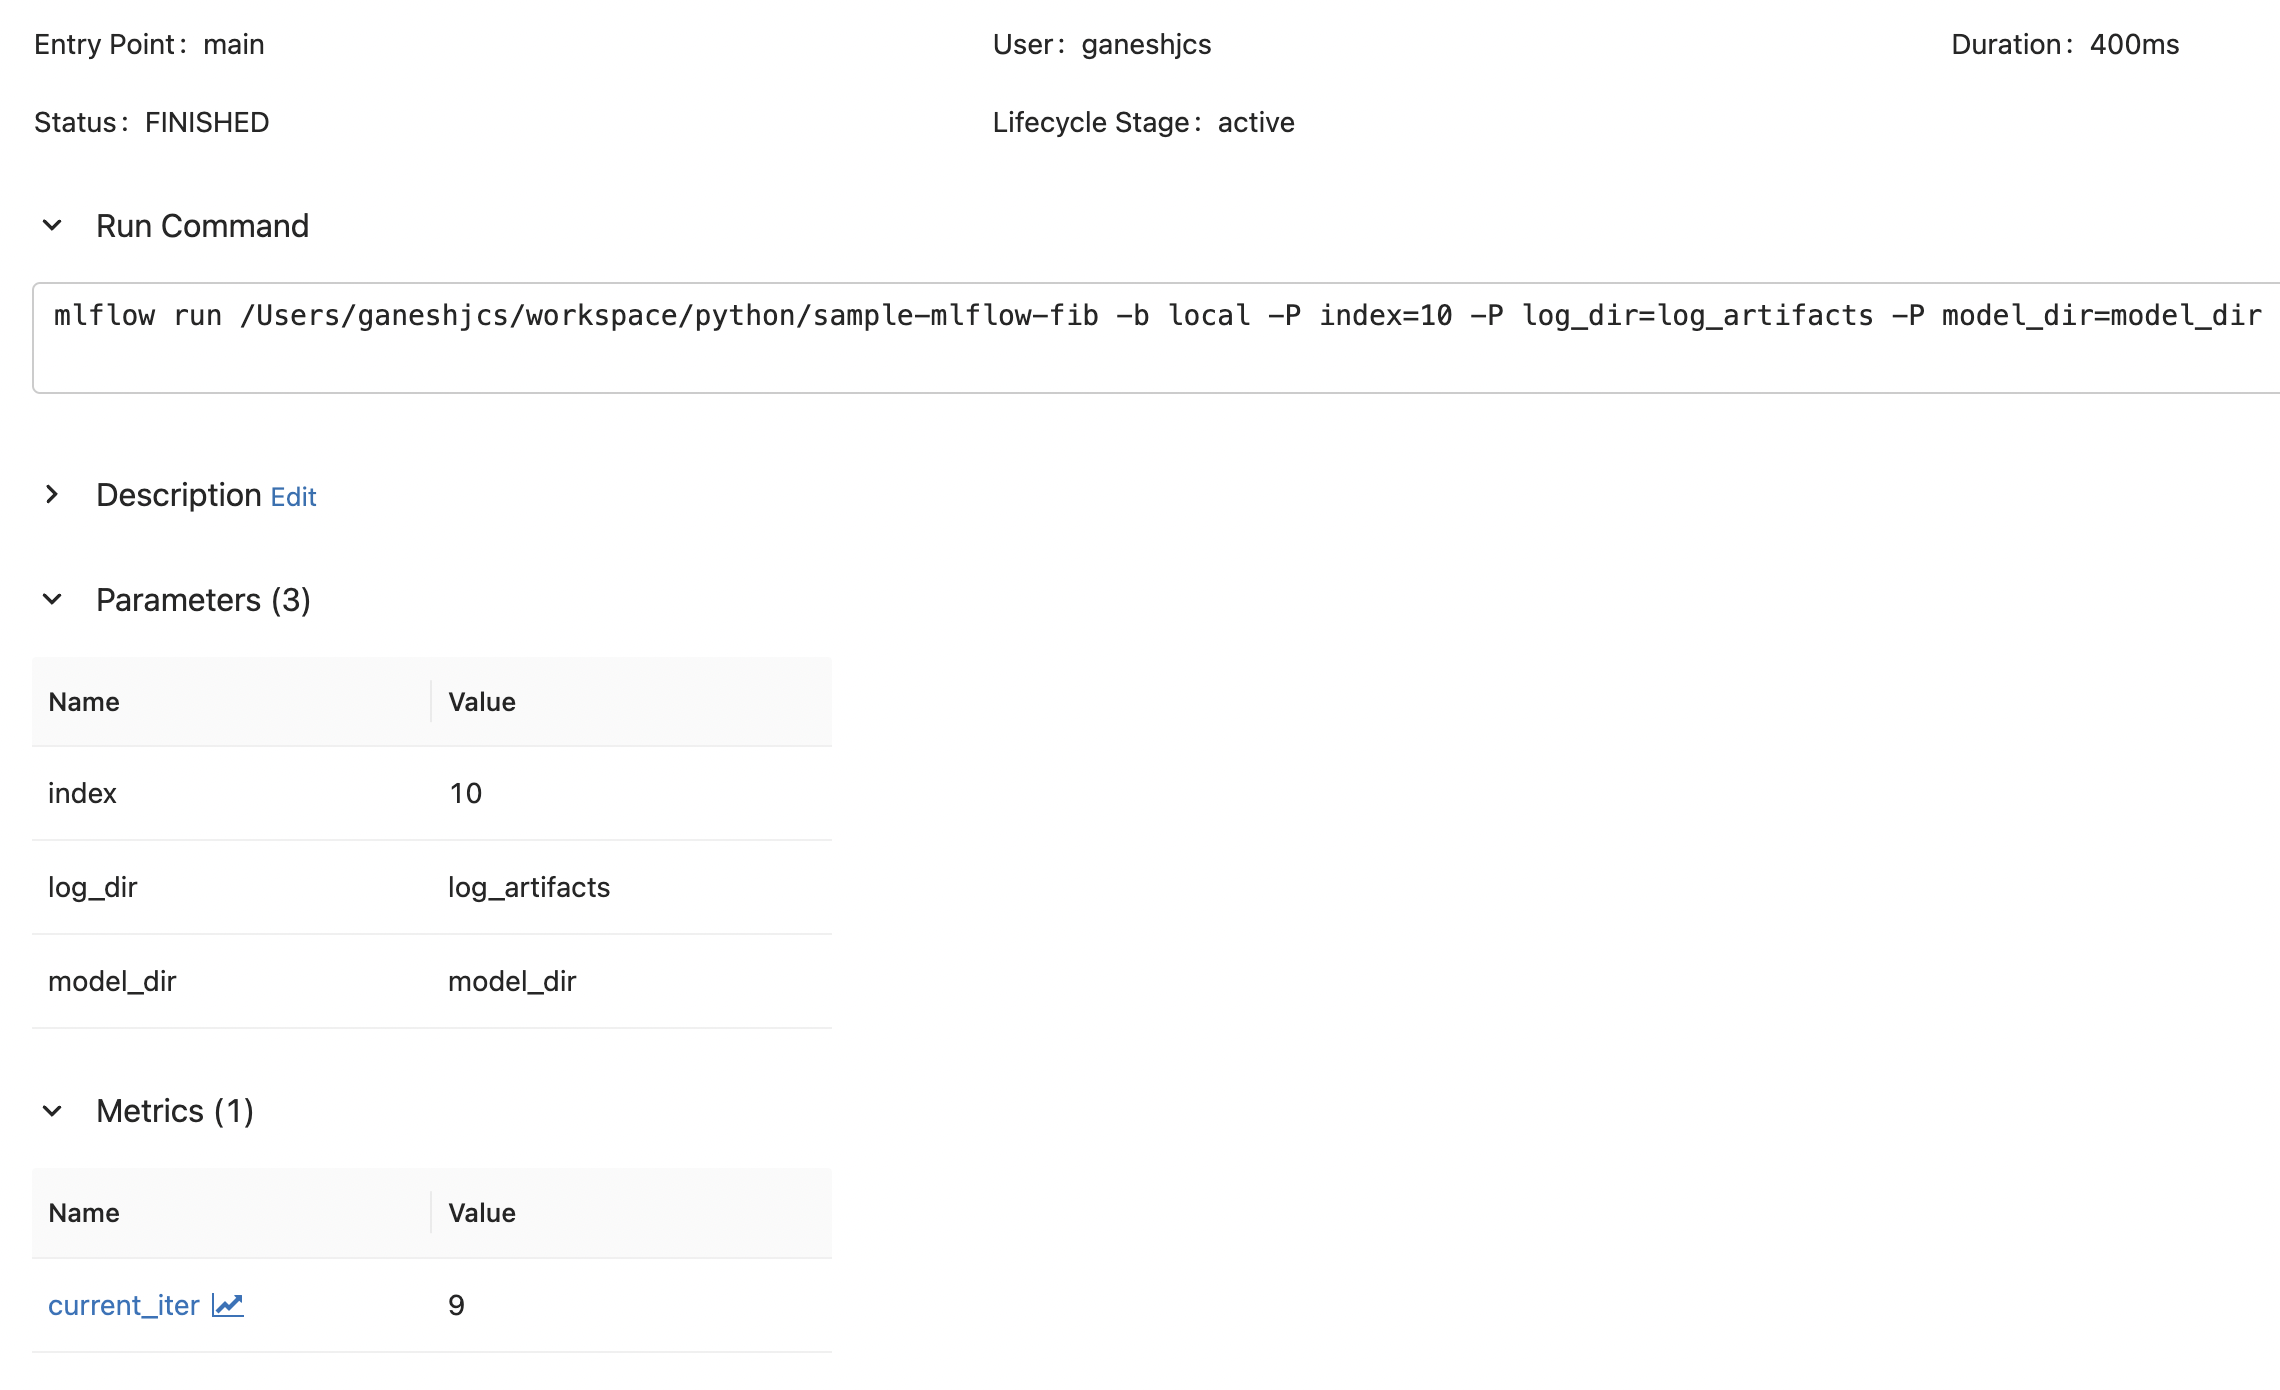 Entry Point: main User: ganeshjcs Duration: 400ms
Status: FINISHED Lifecycle Stage: active
Run Command
mlflow run /Users/ganeshjcs/workspace/python/sample-mlflow-fib -b local -P index=10 -P log_dir=log_artifacts -P model_dir=model_dir
Description Edit
Parameters (3)
Name Value
index 10
log_dir log_artifacts
model_dir model_dir
Metrics (1)
Name Value
current_iter 9